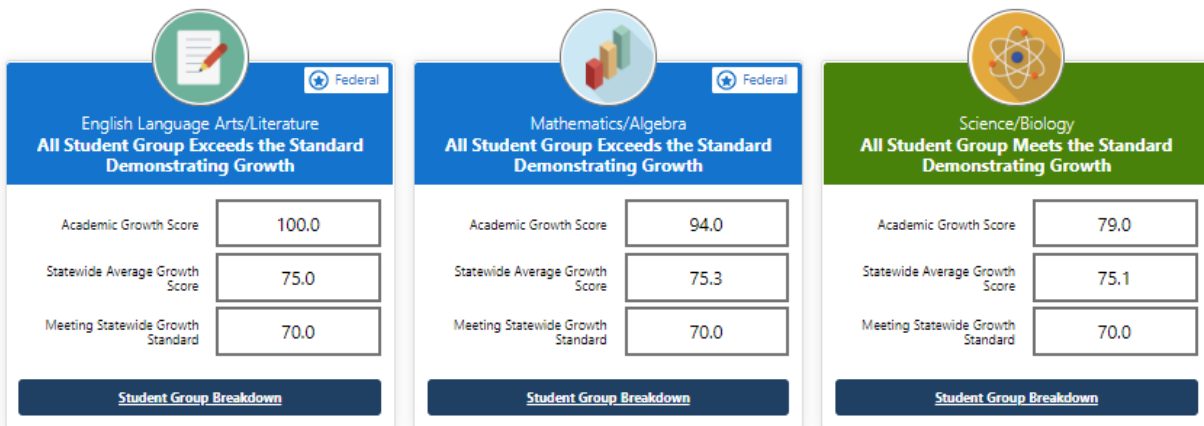 Federal
English Language Arts/Literature
All Student Group Exceeds the Standard
Demonstrating Growth
Academic Growth Score
100.0
Statewide Average Growth
Score
75.0
Meeting Statewide Growth
Standard
70.0
Student Group Breakdown
Federal
Mathematics/Algebra
All Student Group Exceeds the Standard
Demonstrating Growth
Academic Growth Score
94.0
Statewide Average Growth
Score
75.3
Meeting Statewide Growth
Standard
70.0
Student Group Breakdown
Science/Biology
All Student Group Meets the Standard
Demonstrating Growth
Academic Growth Score
79.0
Statewide Average Growth
Score
75.1
Meeting Statewide Growth
Standard
70.0
Student Group Breakdown